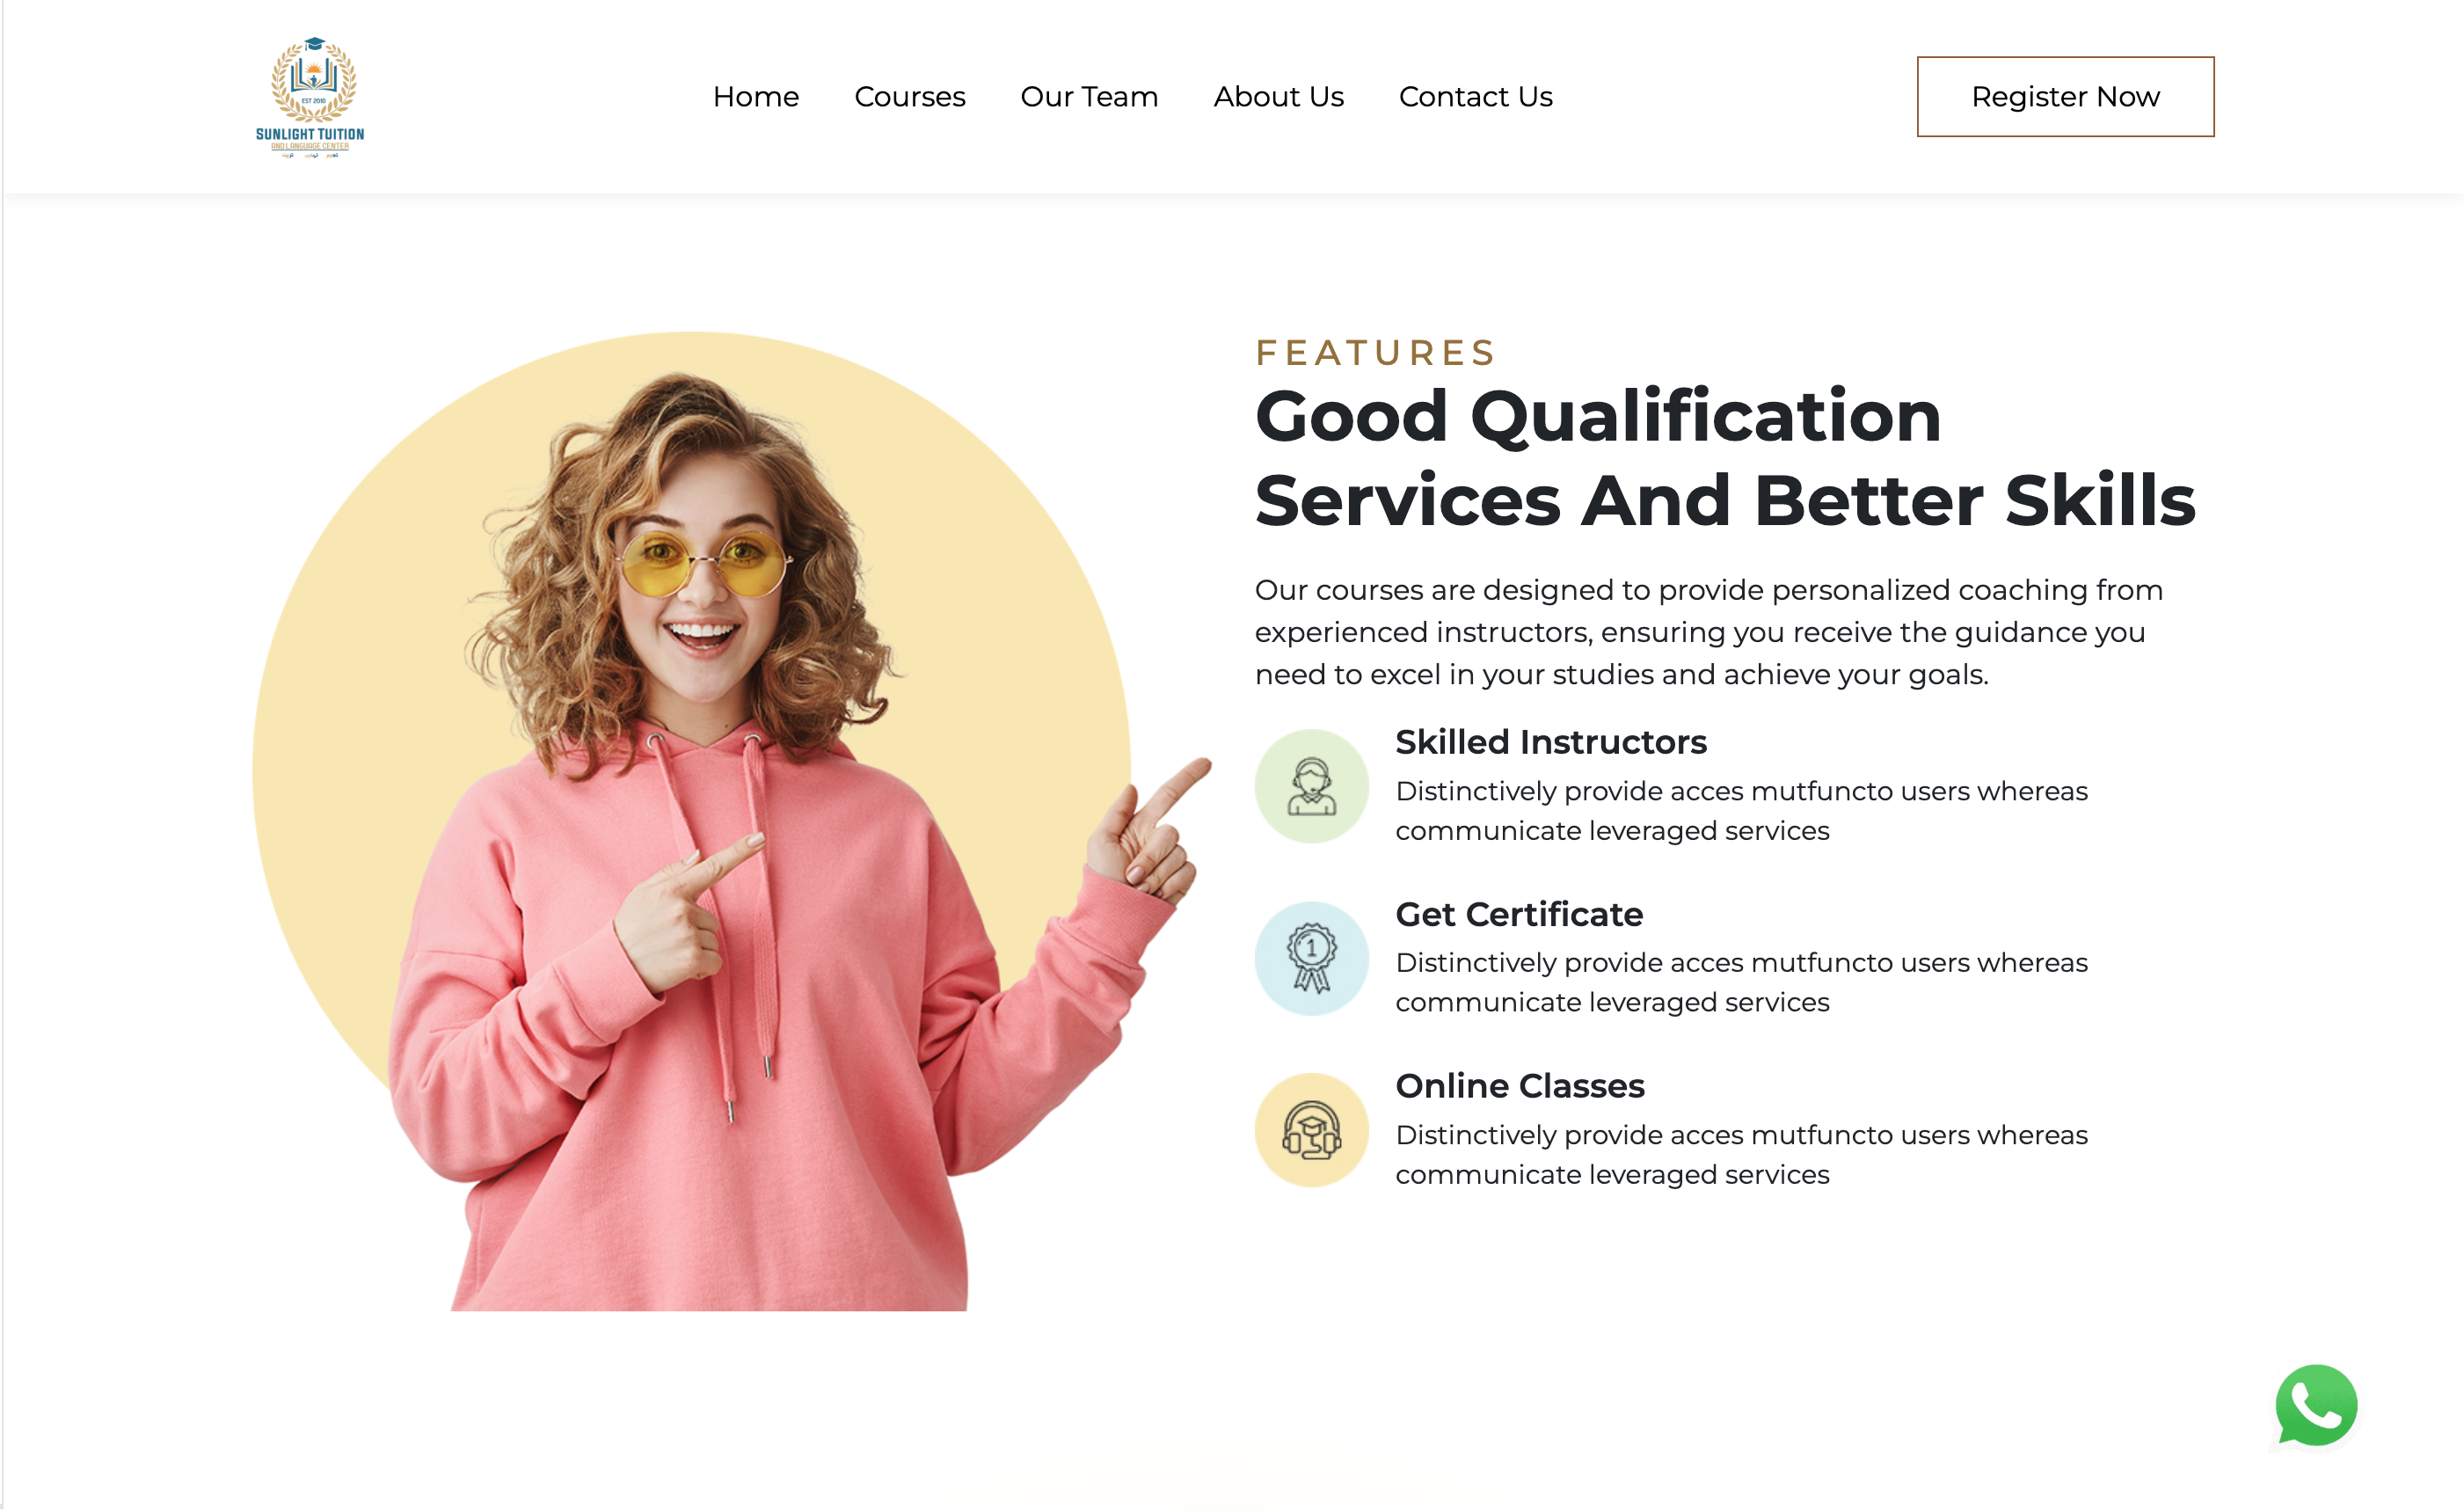 EST 2010
SUNLIGHT TUITION
AND LANGUAGE CENTER
Home
Courses
Our Team
About Us
Contact Us
Register Now
FEATURES
Good Qualification
Services And Better Skills
Our courses are designed to provide personalized coaching from
experienced instructors, ensuring you receive the guidance you
need to excel in your studies and achieve your goals.
Skilled Instructors
Distinctively provide acces mutfuncto users whereas
communicate leveraged services
1
Get Certificate
Distinctively provide acces mutfuncto users whereas
communicate leveraged services
Online Classes
Distinctively provide acces mutfuncto users whereas
communicate leveraged services